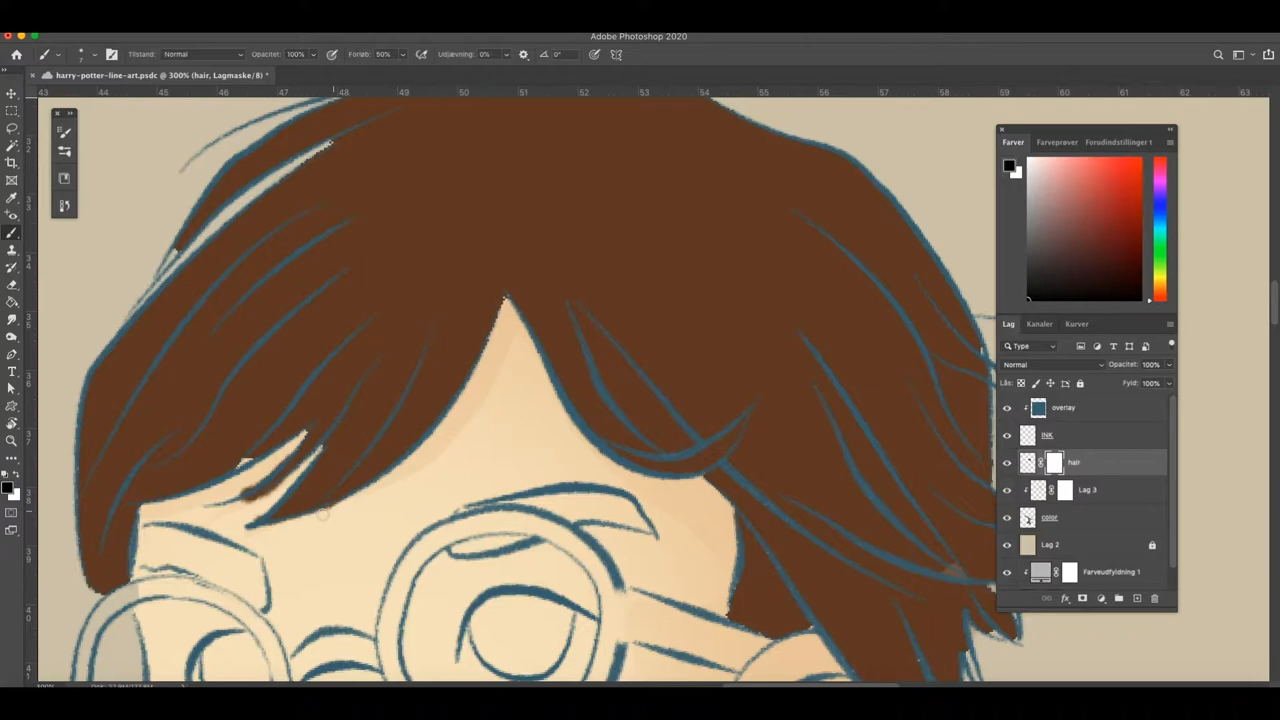 Adobe Photoshop 2020
7 Tilstand: Normal Opacitet: 100% Forløb: 50% Udjævning: 0% 0°
harry-potter-line-art.psdc @ 300% (hair, Lagmaske/8) *
43 44 45 46 47 48 49 50 51 52 53 54 55 56 57 58 59 60 61 62 63
Farver Farveprøver Forudindstillinger t
Lag Kanaler Kurver
Type
Normal Opacitet: 100%
Lås: Fyld: 100%
overlay
INK
hair
Lag 3
color
Lag 2
Farveudfyldning 1
fx